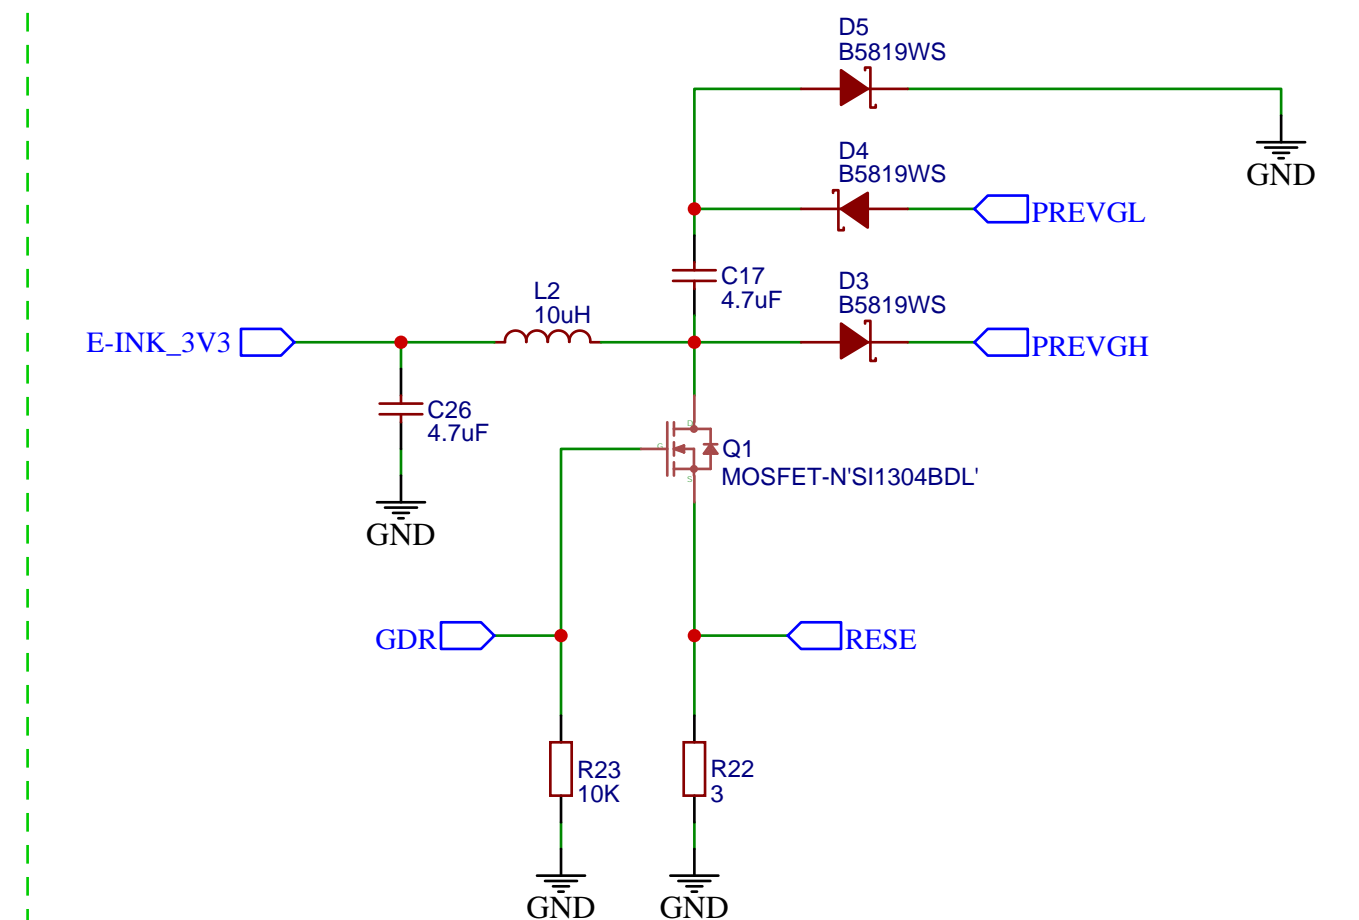 D5
B5819WS
GND
D4
B5819WS
PREVGL
C17
4.7uF
D3
B5819WS
L2
10uH
E-INK_3V3
PREVGH
C26
4.7uF
GND
D
G
S
Q1
MOSFET-N'SI1304BDL'
GDR
RESE
R23
10K
R22
3
GND
GND